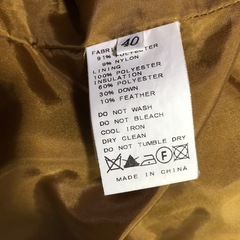 40
FABRIC
91% POLYESTER
9% NYLON
LINING
100% POLYESTER
INSULATION
60% POLYESTER
30% DOWN
10% FEATHER
DO NOT WASH
DO NOT BLEACH
COOL IRON
DRY CLEAN
DO NOT TUMBLE DRY
MADE IN CHINA